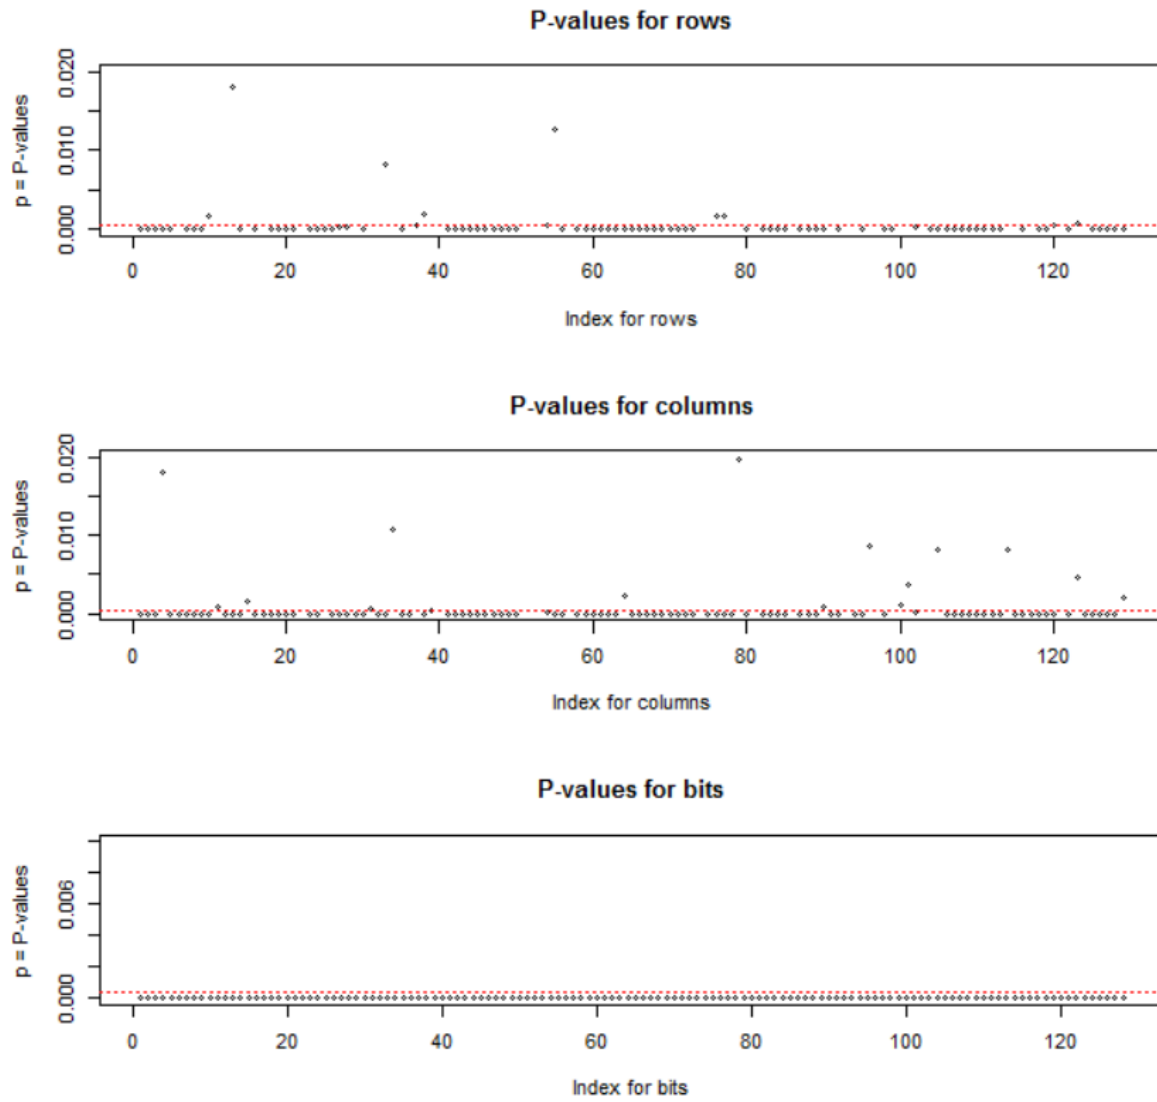 P-values for rows
p = P-values
0.000 0.010 0.020
0 20 40 60 80 100 120
Index for rows
P-values for columns
p = P-values
0.000 0.010 0.020
0 20 40 60 80 100 120
Index for columns
P-values for bits
p = P-values
0.000 0.006
0 20 40 60 80 100 120
Index for bits